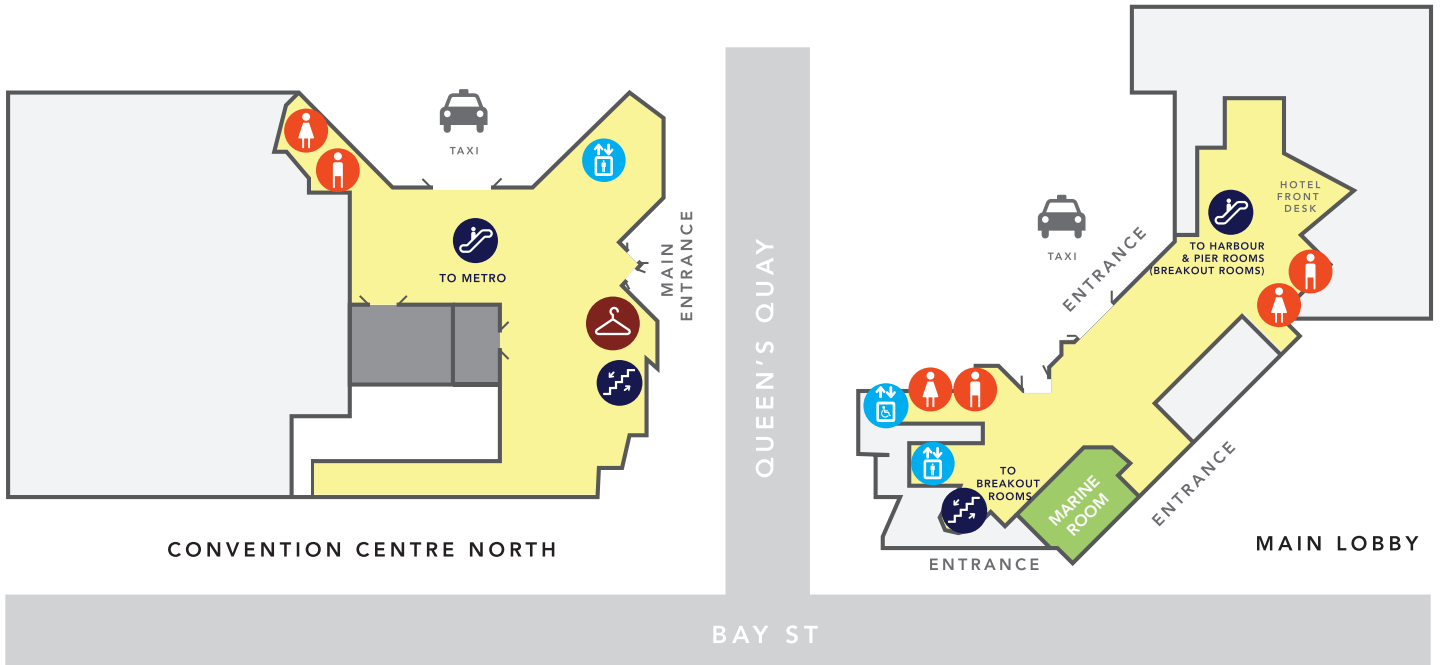 TAXI
TO METRO
MAIN
ENTRANCE
CONVENTION CENTRE NORTH
QUEEN'S QUAY
BAY ST
TAXI
ENTRANCE
HOTEL
FRONT
DESK
TO HARBOUR
& PIER ROOMS
(BREAKOUT ROOMS)
TO
BREAKOUT
ROOMS
MARINE
ROOM
ENTRANCE
ENTRANCE
MAIN LOBBY